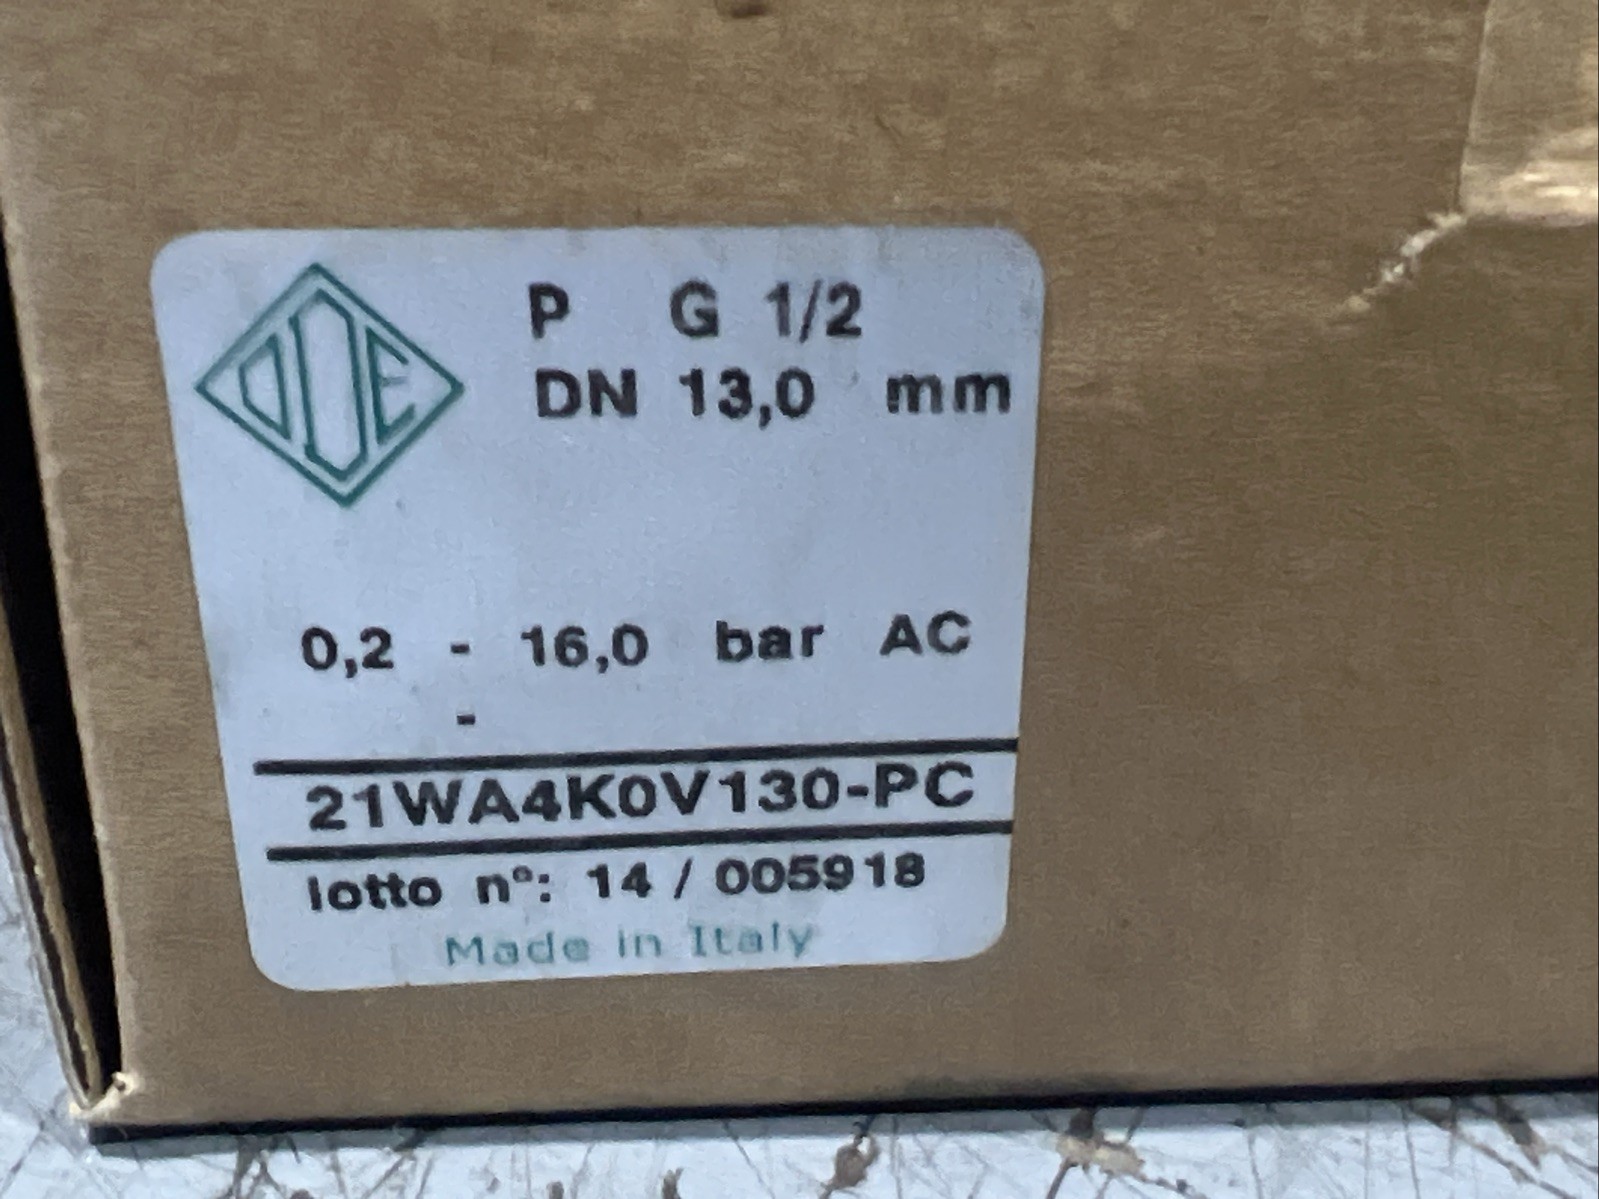 ODE
P G 1/2
DN 13,0 mm
0,2 - 16,0 bar AC
-
21WA4K0V130-PC
lotto n°: 14 / 005918
Made in Italy